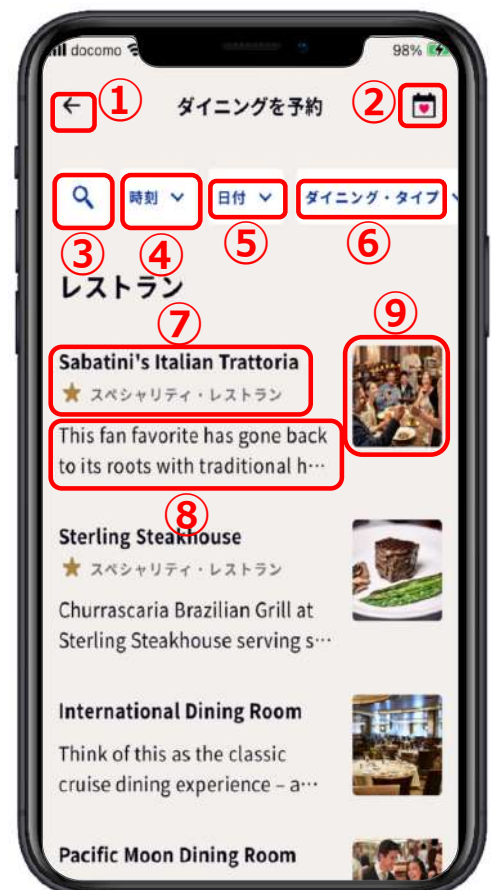 docomo
98%
①
ダイニングを予約
②
時刻
日付
ダイニング・タイプ
③
④
⑤
⑥
レストラン
⑦
⑨
Sabatini's Italian Trattoria
スペシャリティ・レストラン
This fan favorite has gone back
to its roots with traditional h…
⑧
Sterling Steakhouse
スペシャリティ・レストラン
Churrascaria Brazilian Grill at
Sterling Steakhouse serving s…
International Dining Room
Think of this as the classic
cruise dining experience – a…
Pacific Moon Dining Room